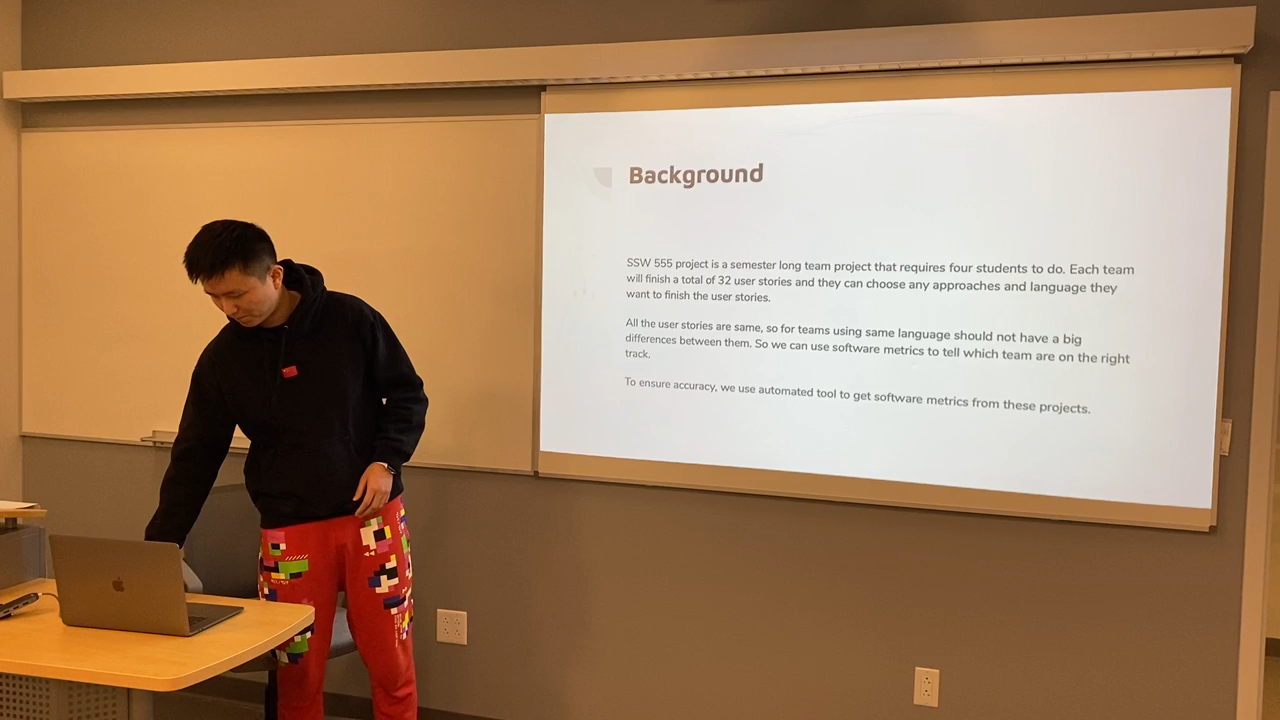 Background
SSW 555 project is a semester long team project that requires four students to do. Each team
will finish a total of 32 user stories and they can choose any approaches and language they
want to finish the user stories.
All the user stories are same, so for teams using same language should not have a big
differences between them. So we can use software metrics to tell which team are on the right
track.
To ensure accuracy, we use automated tool to get software metrics from these projects.